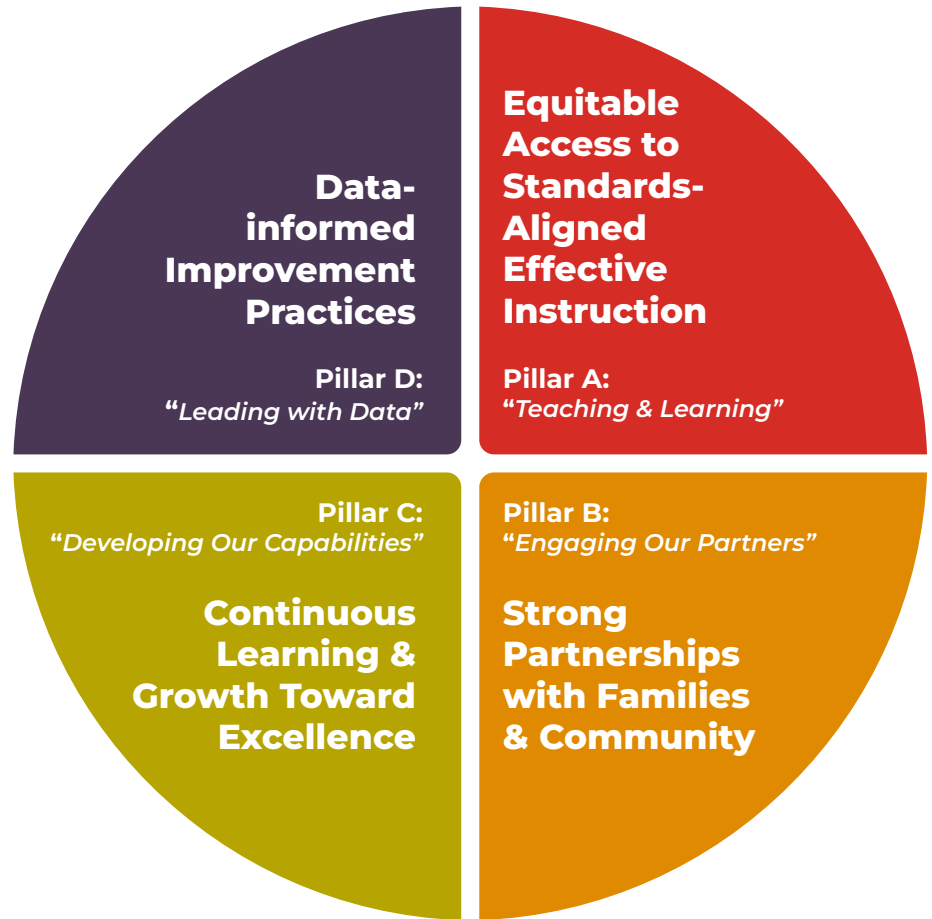 Data-
informed
Improvement
Practices
Pillar D:
“Leading with Data”
Equitable
Access to
Standards-
Aligned
Effective
Instruction
Pillar A:
“Teaching & Learning”
Pillar C:
“Developing Our Capabilities”
Continuous
Learning &
Growth Toward
Excellence
Pillar B:
“Engaging Our Partners”
Strong
Partnerships
with Families
& Community